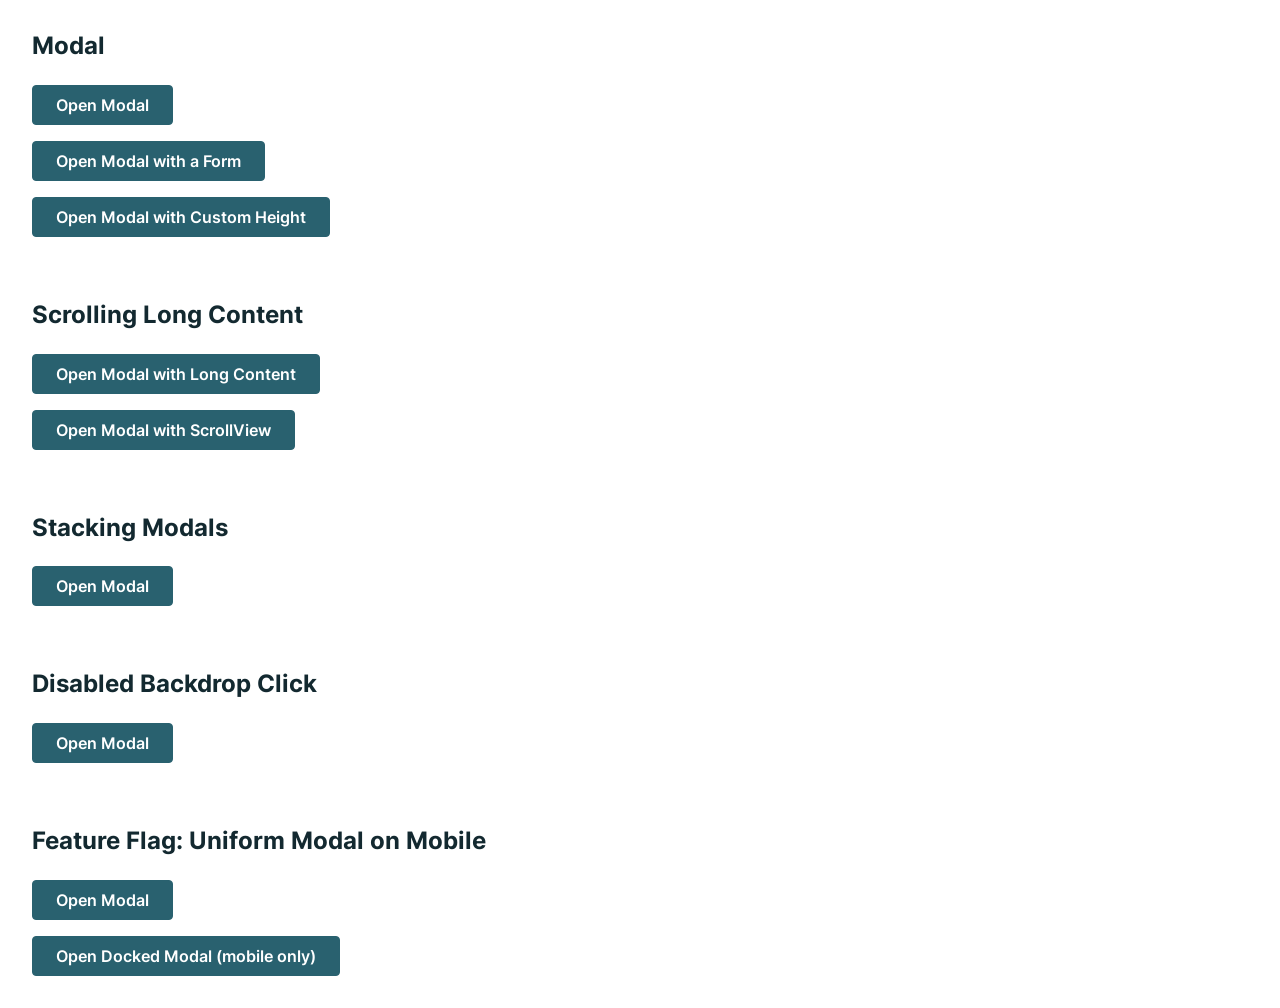 Modal
Open Modal
Open Modal with a Form
Open Modal with Custom Height
Scrolling Long Content
Open Modal with Long Content
Open Modal with ScrollView
Stacking Modals
Open Modal
Disabled Backdrop Click
Open Modal
Feature Flag: Uniform Modal on Mobile
Open Modal
Open Docked Modal (mobile only)